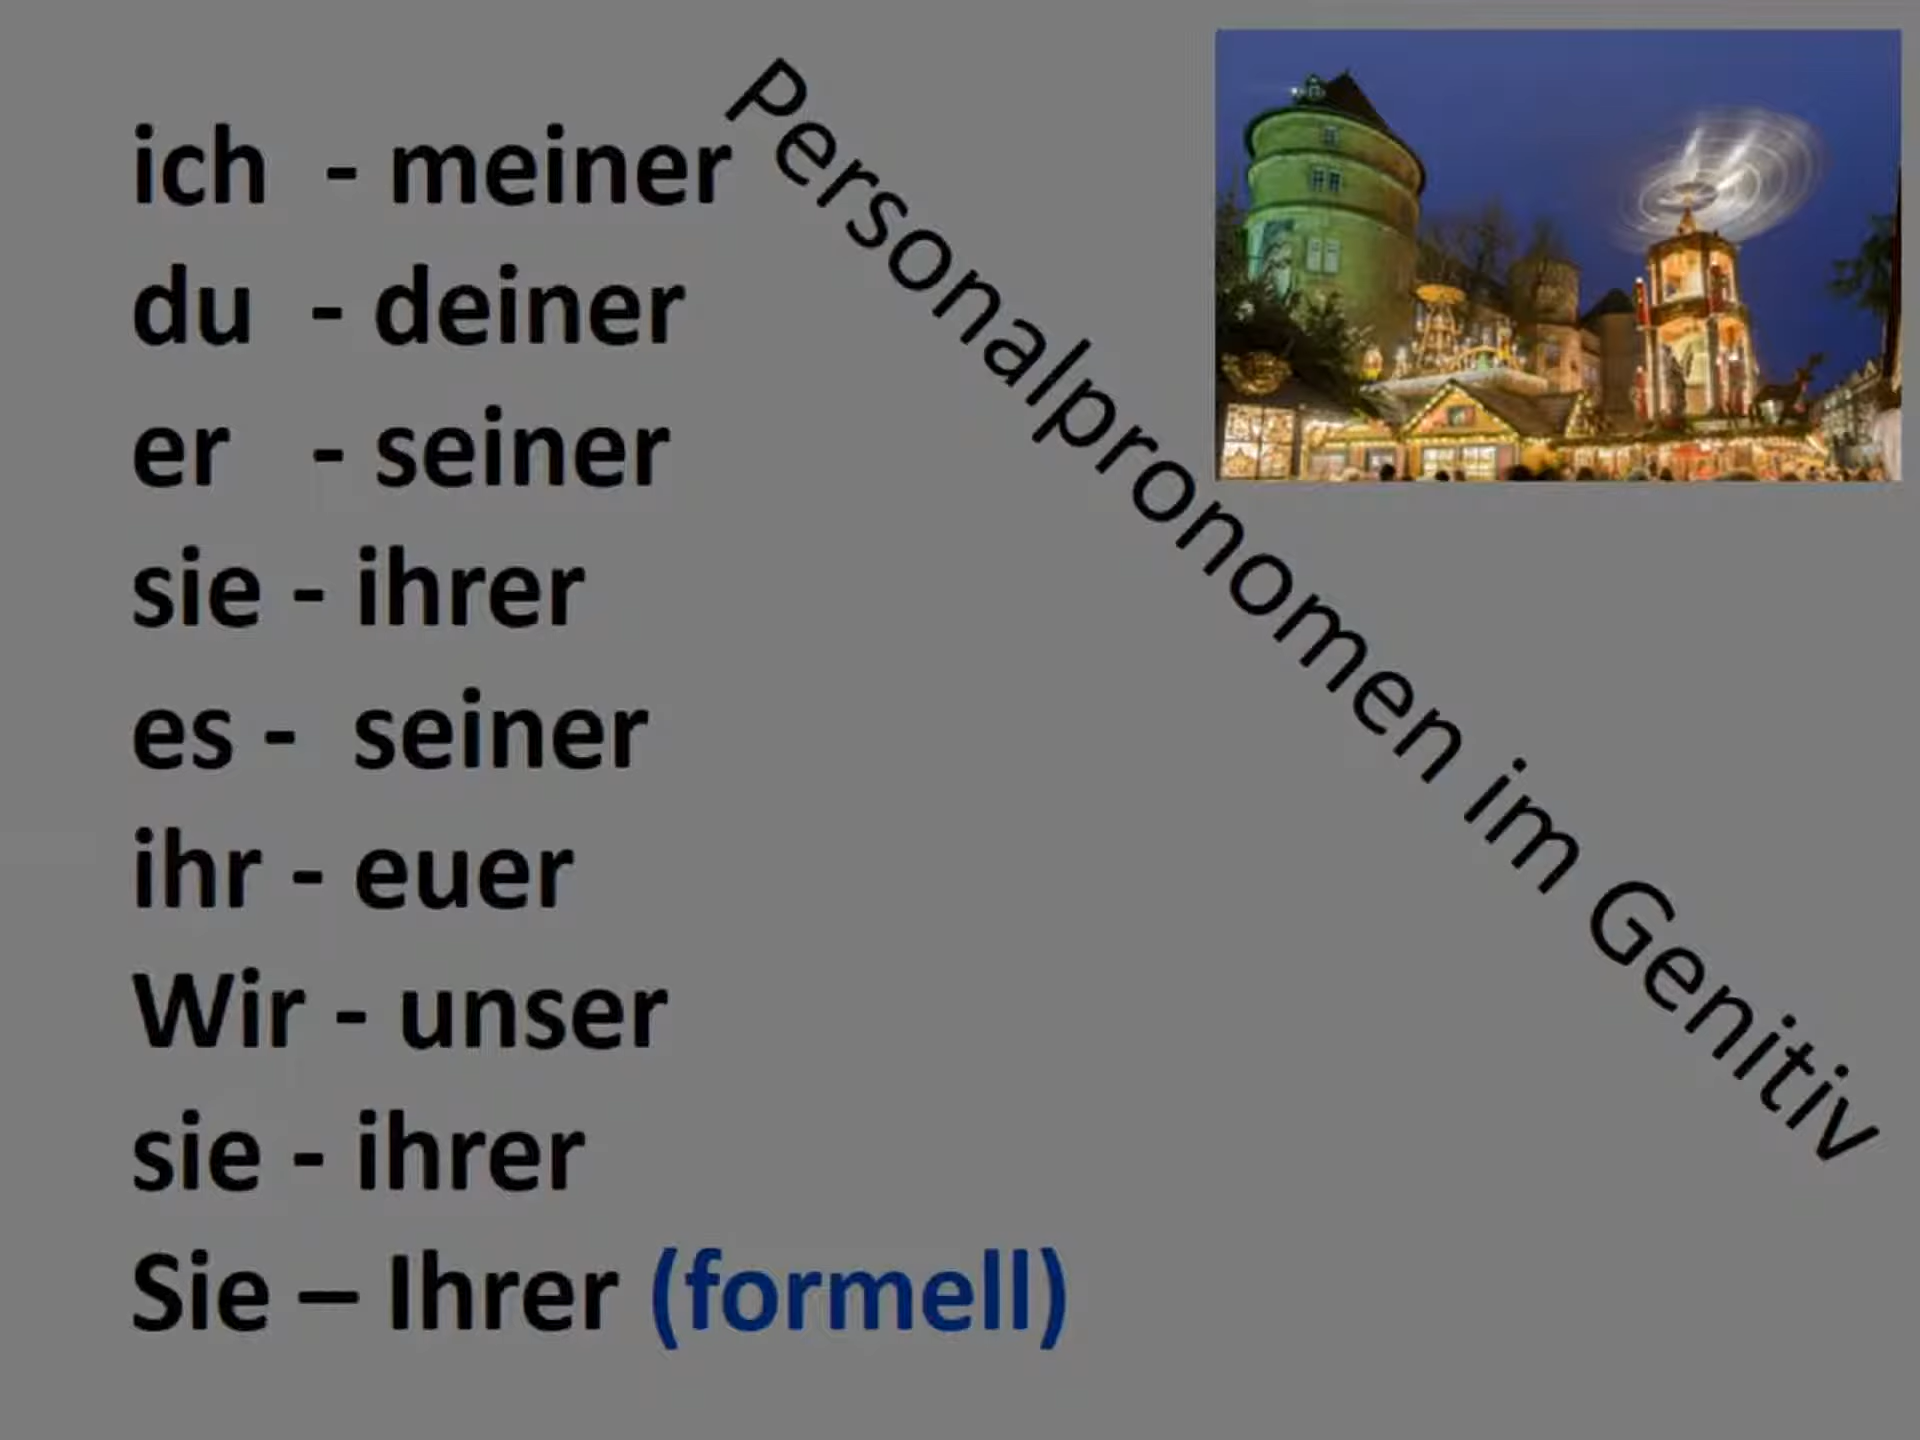 ich - meiner
du - deiner
er - seiner
sie - ihrer
es - seiner
ihr - euer
Wir - unser
sie - ihrer
Sie – Ihrer (formell)
Personalpronomen im Genitiv